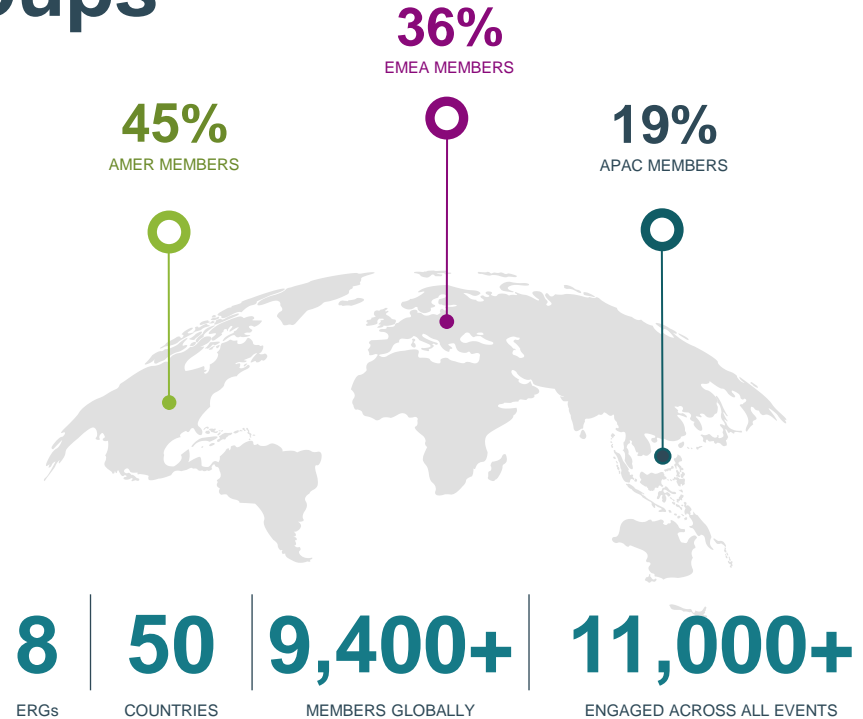 36%
EMEA MEMBERS
45%
AMER MEMBERS
19%
APAC MEMBERS
8
ERGs
50
COUNTRIES
9,400+
MEMBERS GLOBALLY
11,000+
ENGAGED ACROSS ALL EVENTS